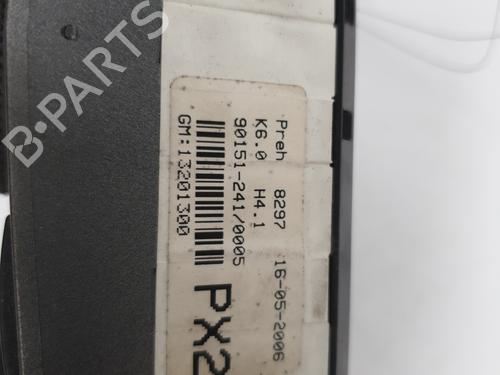 Preh 8297 16-05-2006
K6.0 H4.1
90151-241/0005
GM:13201300
PX2
B-PARTS